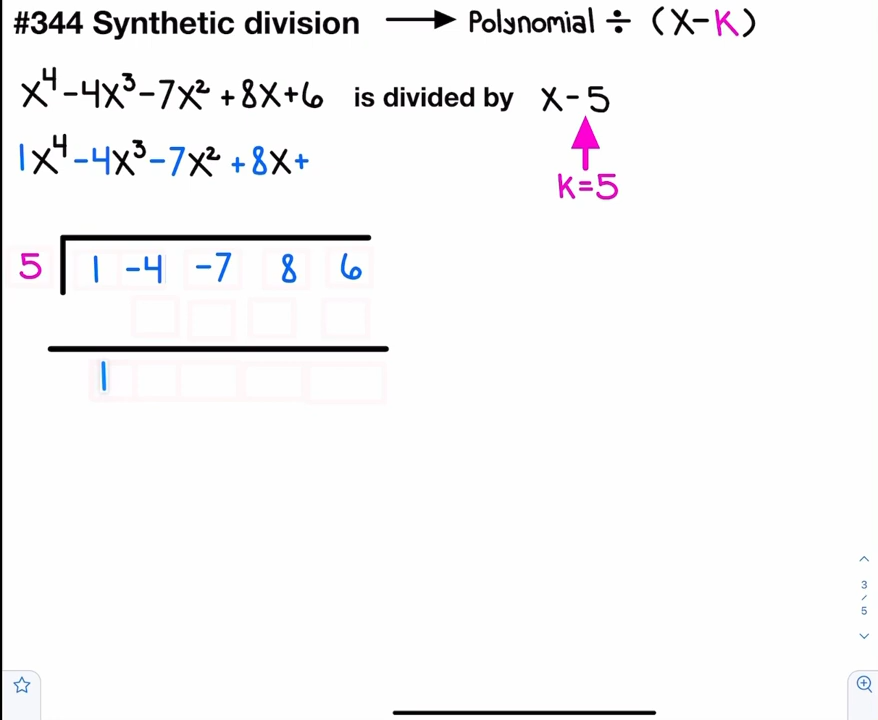 #344 Synthetic division → Polynomial ÷ (X-K)
x⁴-4x³-7x²+8x+6 is divided by x-5
1x⁴-4x³-7x²+8x+
K=5
5 1 -4 -7 8 6
1
3
/
5